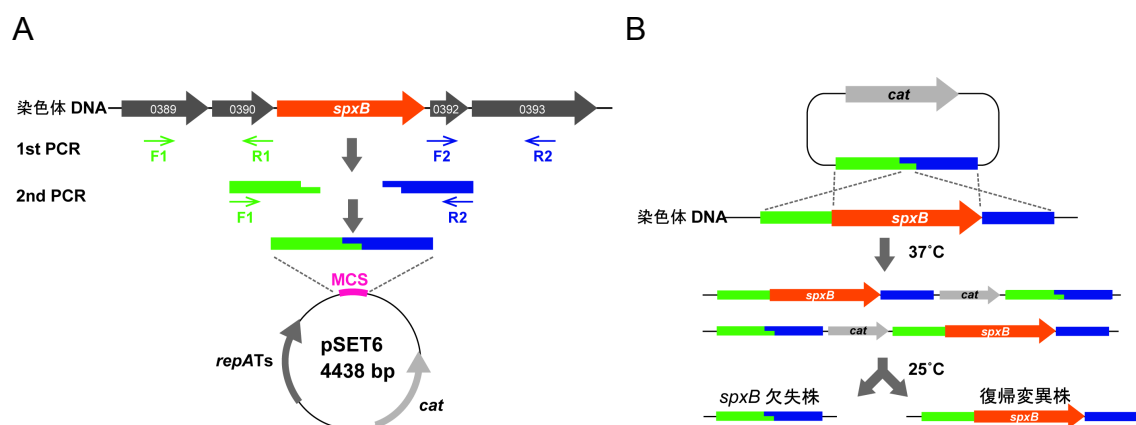 A
染色体 DNA
0389
0390
spxB
0392
0393
1st PCR
F1
R1
F2
R2
2nd PCR
F1
R2
MCS
pSET6
4438 bp
repATs
cat
B
cat
染色体 DNA
spxB
37˚C
spxB
cat
cat
spxB
25˚C
spxB 欠失株
復帰変異株
spxB